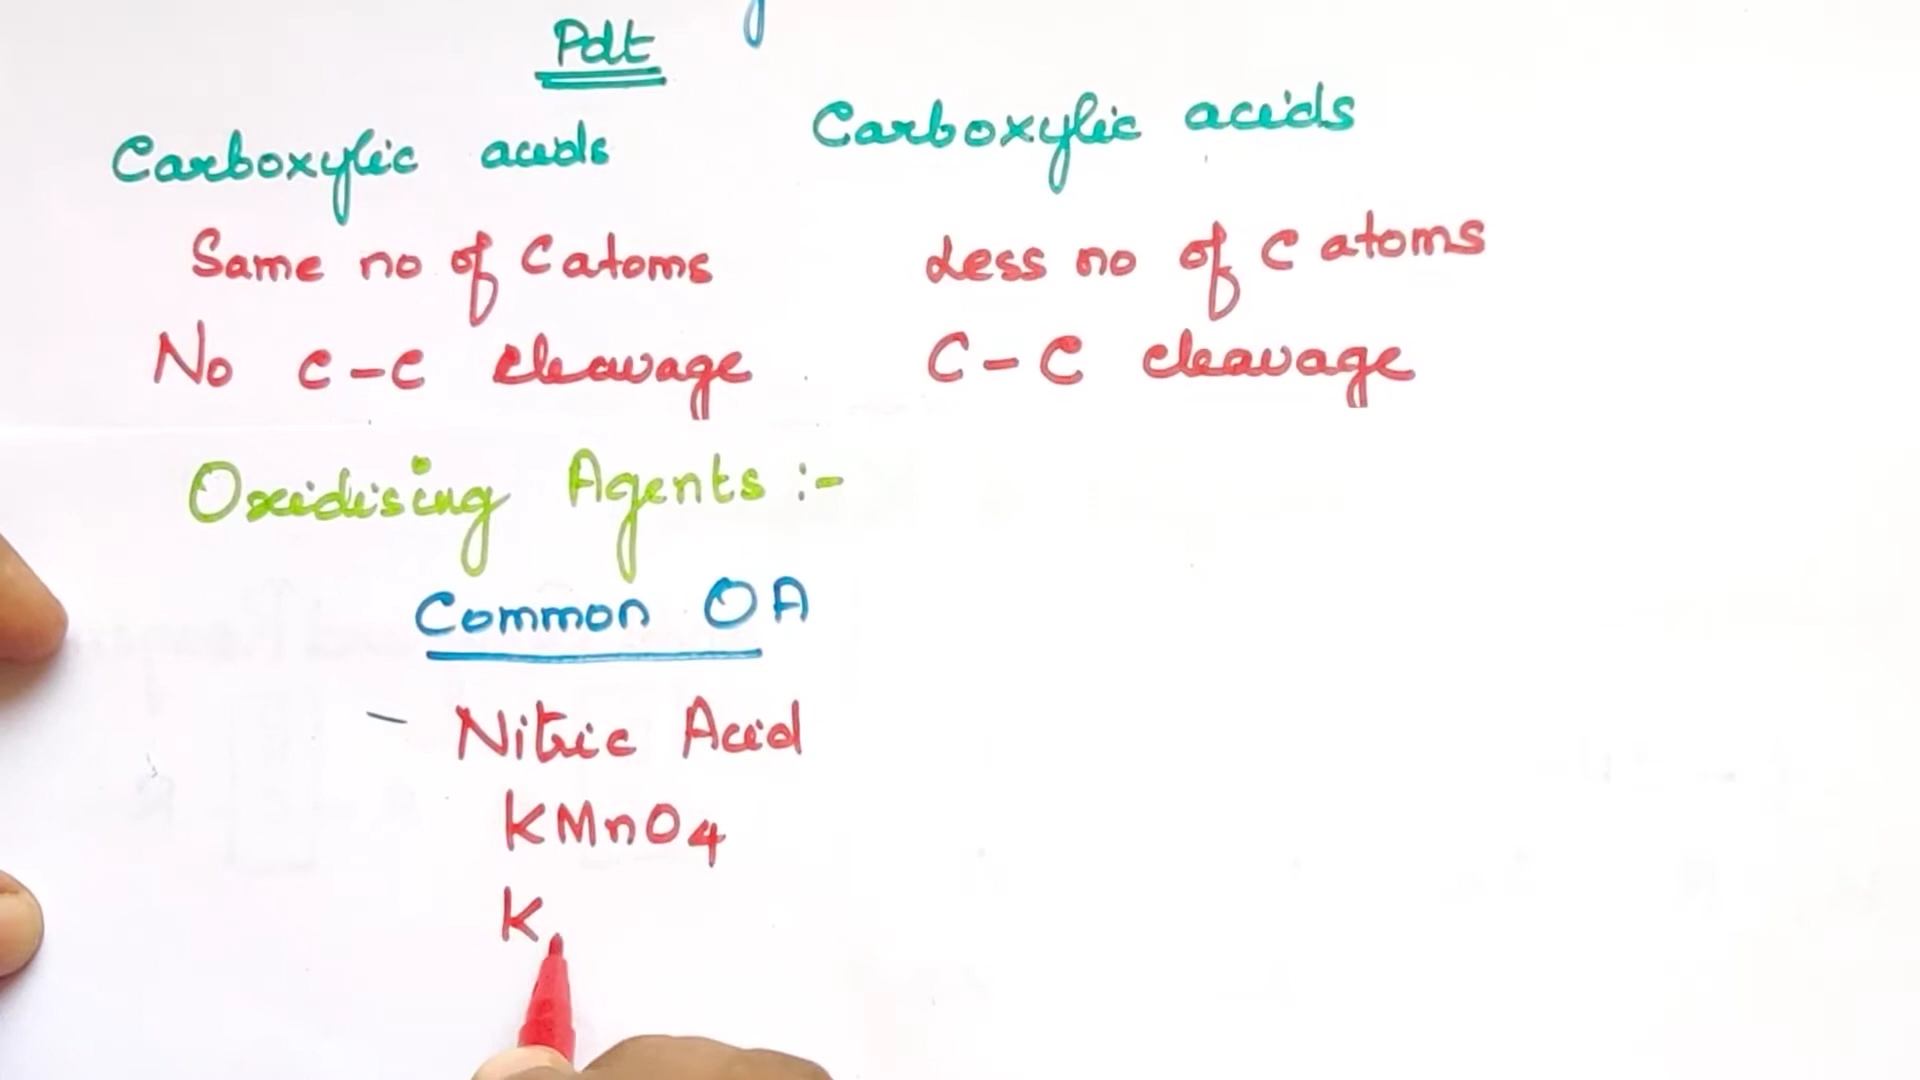 Pdt
Carboxylic acids
Carboxylic acids
Same no of C atoms
Less no of C atoms
No C-C cleavage
C-C cleavage
Oxidising Agents :-
Common OA
- Nitric Acid
KMnO4
K